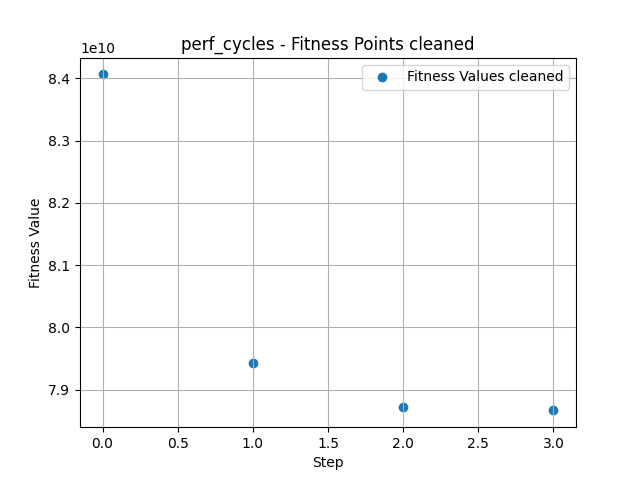 perf_cycles - Fitness Points cleaned
1e10
8.4
8.3
8.2
8.1
8.0
7.9
Fitness Value
Fitness Values cleaned
0.0 0.5 1.0 1.5 2.0 2.5 3.0
Step